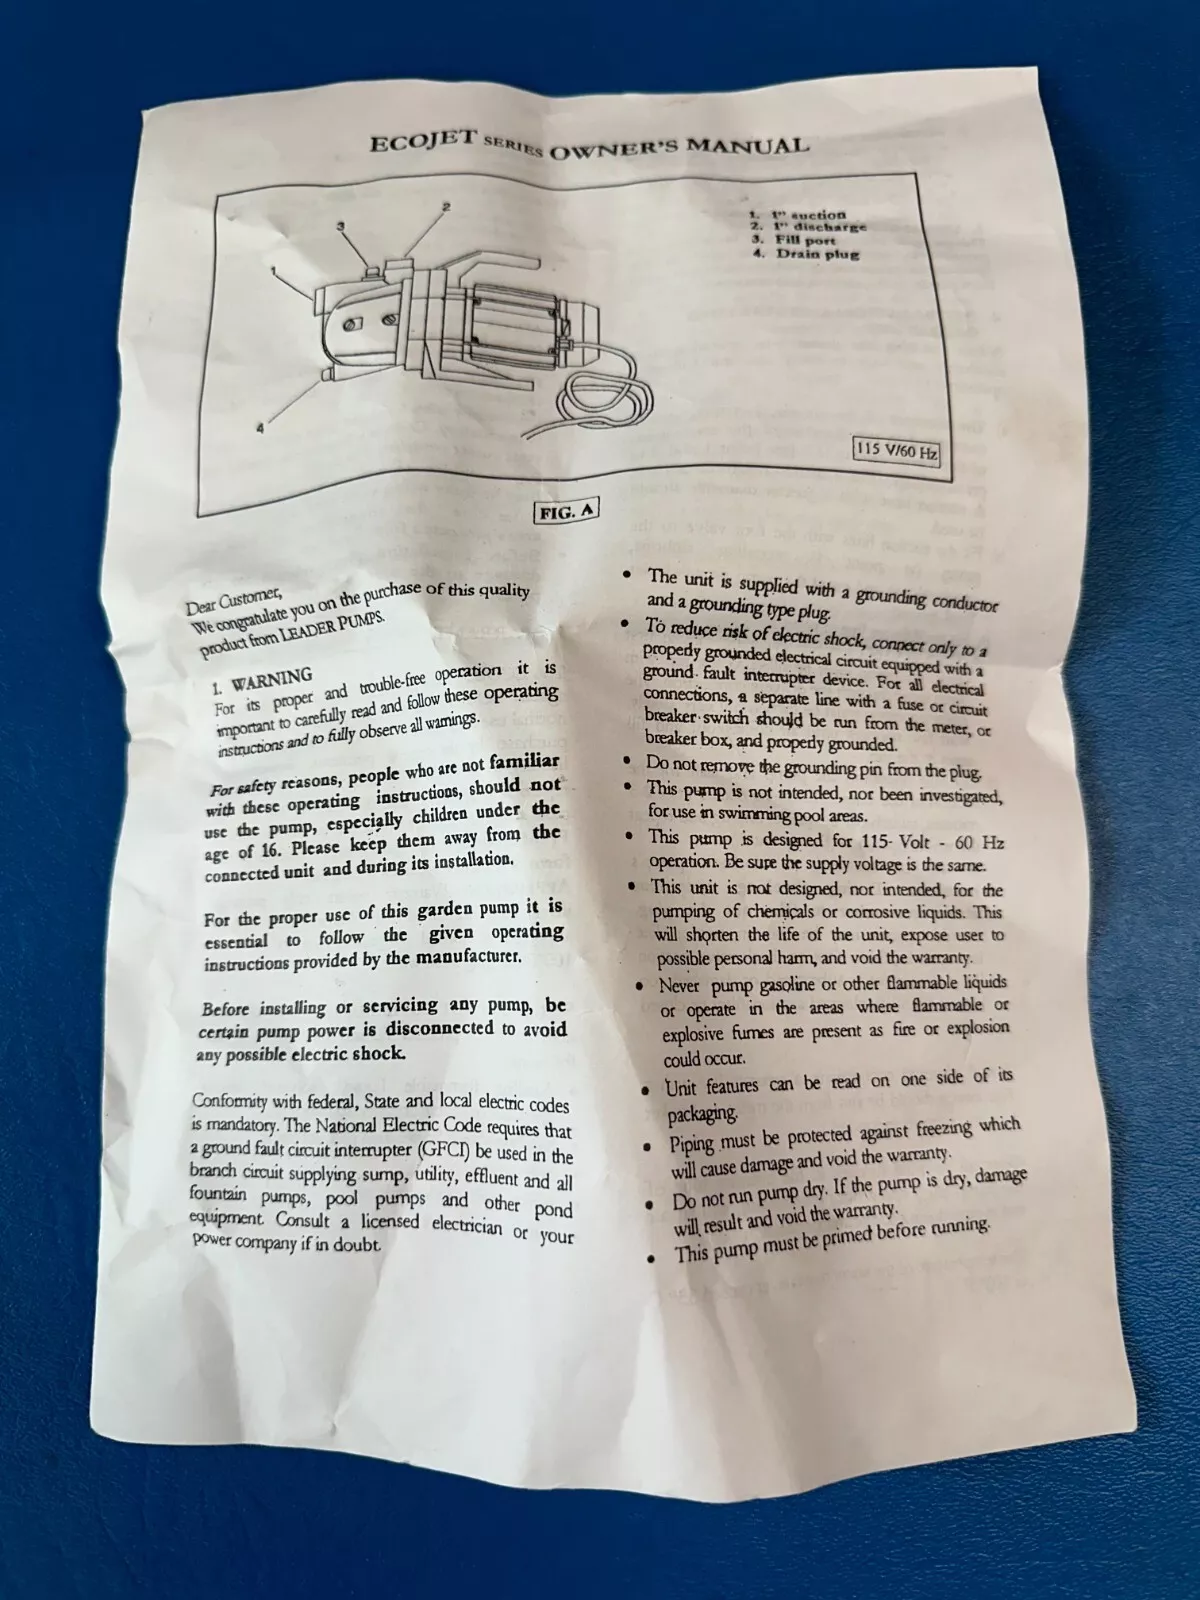 ECOJET SERIES OWNER'S MANUAL
1. 1" suction
2. 1" discharge
3. Fill port
4. Drain plug
1
2
3
4
115 V/60 Hz
FIG. A
Dear Customer,
We congratulate you on the purchase of this quality
product from LEADER PUMPS.
1. WARNING
For its proper and trouble-free operation it is
important to carefully read and follow these operating
instructions and to fully observe all warnings.
For safety reasons, people who are not familiar
with these operating instructions, should not
use the pump, especially children under the
age of 16. Please keep them away from the
connected unit and during its installation.
For the proper use of this garden pump it is
essential to follow the given operating
instructions provided by the manufacturer.
Before installing or servicing any pump, be
certain pump power is disconnected to avoid
any possible electric shock.
Conformity with federal, State and local electric codes
is mandatory. The National Electric Code requires that
a ground fault circuit interrupter (GFCI) be used in the
branch circuit supplying sump, utility, effluent and all
fountain pumps, pool pumps and other pond
equipment. Consult a licensed electrician or your
power company if in doubt.
• The unit is supplied with a grounding conductor
and a grounding type plug.
• To reduce risk of electric shock, connect only to a
properly grounded electrical circuit equipped with a
ground fault interrupter device. For all electrical
connections, a separate line with a fuse or circuit
breaker switch should be run from the meter, or
breaker box, and properly grounded.
• Do not remove the grounding pin from the plug.
• This pump is not intended, nor been investigated,
for use in swimming pool areas.
• This pump is designed for 115- Volt - 60 Hz
operation. Be sure the supply voltage is the same.
• This unit is not designed, nor intended, for the
pumping of chemicals or corrosive liquids. This
will shorten the life of the unit, expose user to
possible personal harm, and void the warranty.
• Never pump gasoline or other flammable liquids
or operate in the areas where flammable or
explosive fumes are present as fire or explosion
could occur.
• Unit features can be read on one side of its
packaging.
• Piping must be protected against freezing which
will cause damage and void the warranty.
• Do not run pump dry. If the pump is dry, damage
will result and void the warranty.
• This pump must be primed before running.